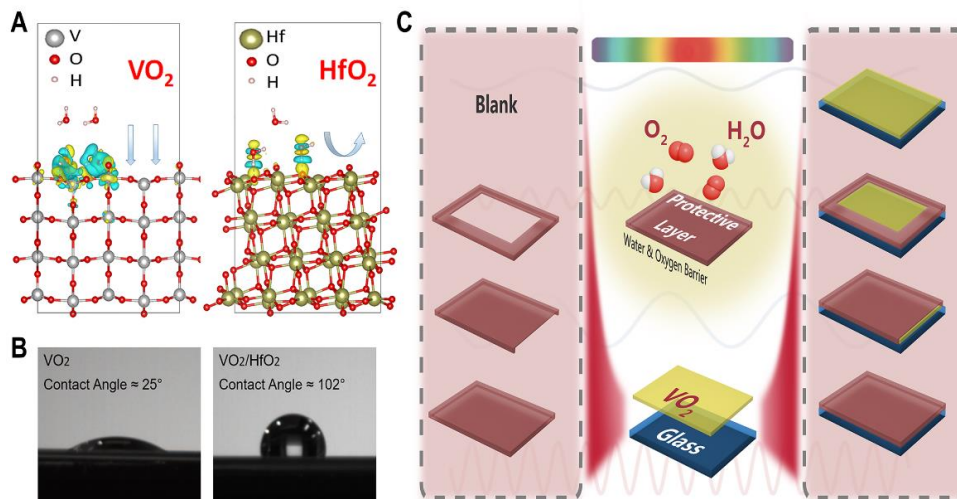 A
V
O
H
VO₂
Hf
O
H
HfO₂
B
VO₂
Contact Angle ≈ 25°
VO₂/HfO₂
Contact Angle ≈ 102°
C
Blank
O₂
H₂O
Protective
Layer
Water & Oxygen Barrier
VO₂
Glass